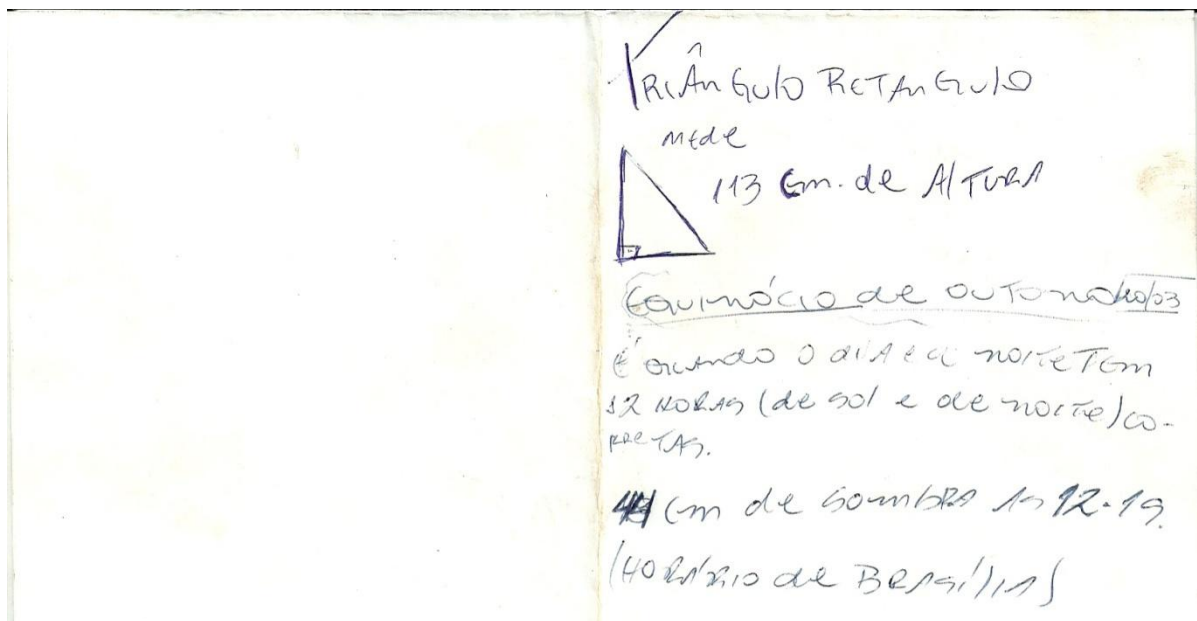 TRIÂNGULO RETANGULO
MEDE
113 Cm. de ALTURA
EQUINÓCIO de OUTONO 20/03
É QUANDO O DIA E a NOITE Tem
12 HORAS (de sol e de noite) CO-
RRETAS.
Cm de SOMBRA AS 12.19.
(HORÁRIO de BRASÍLIA)